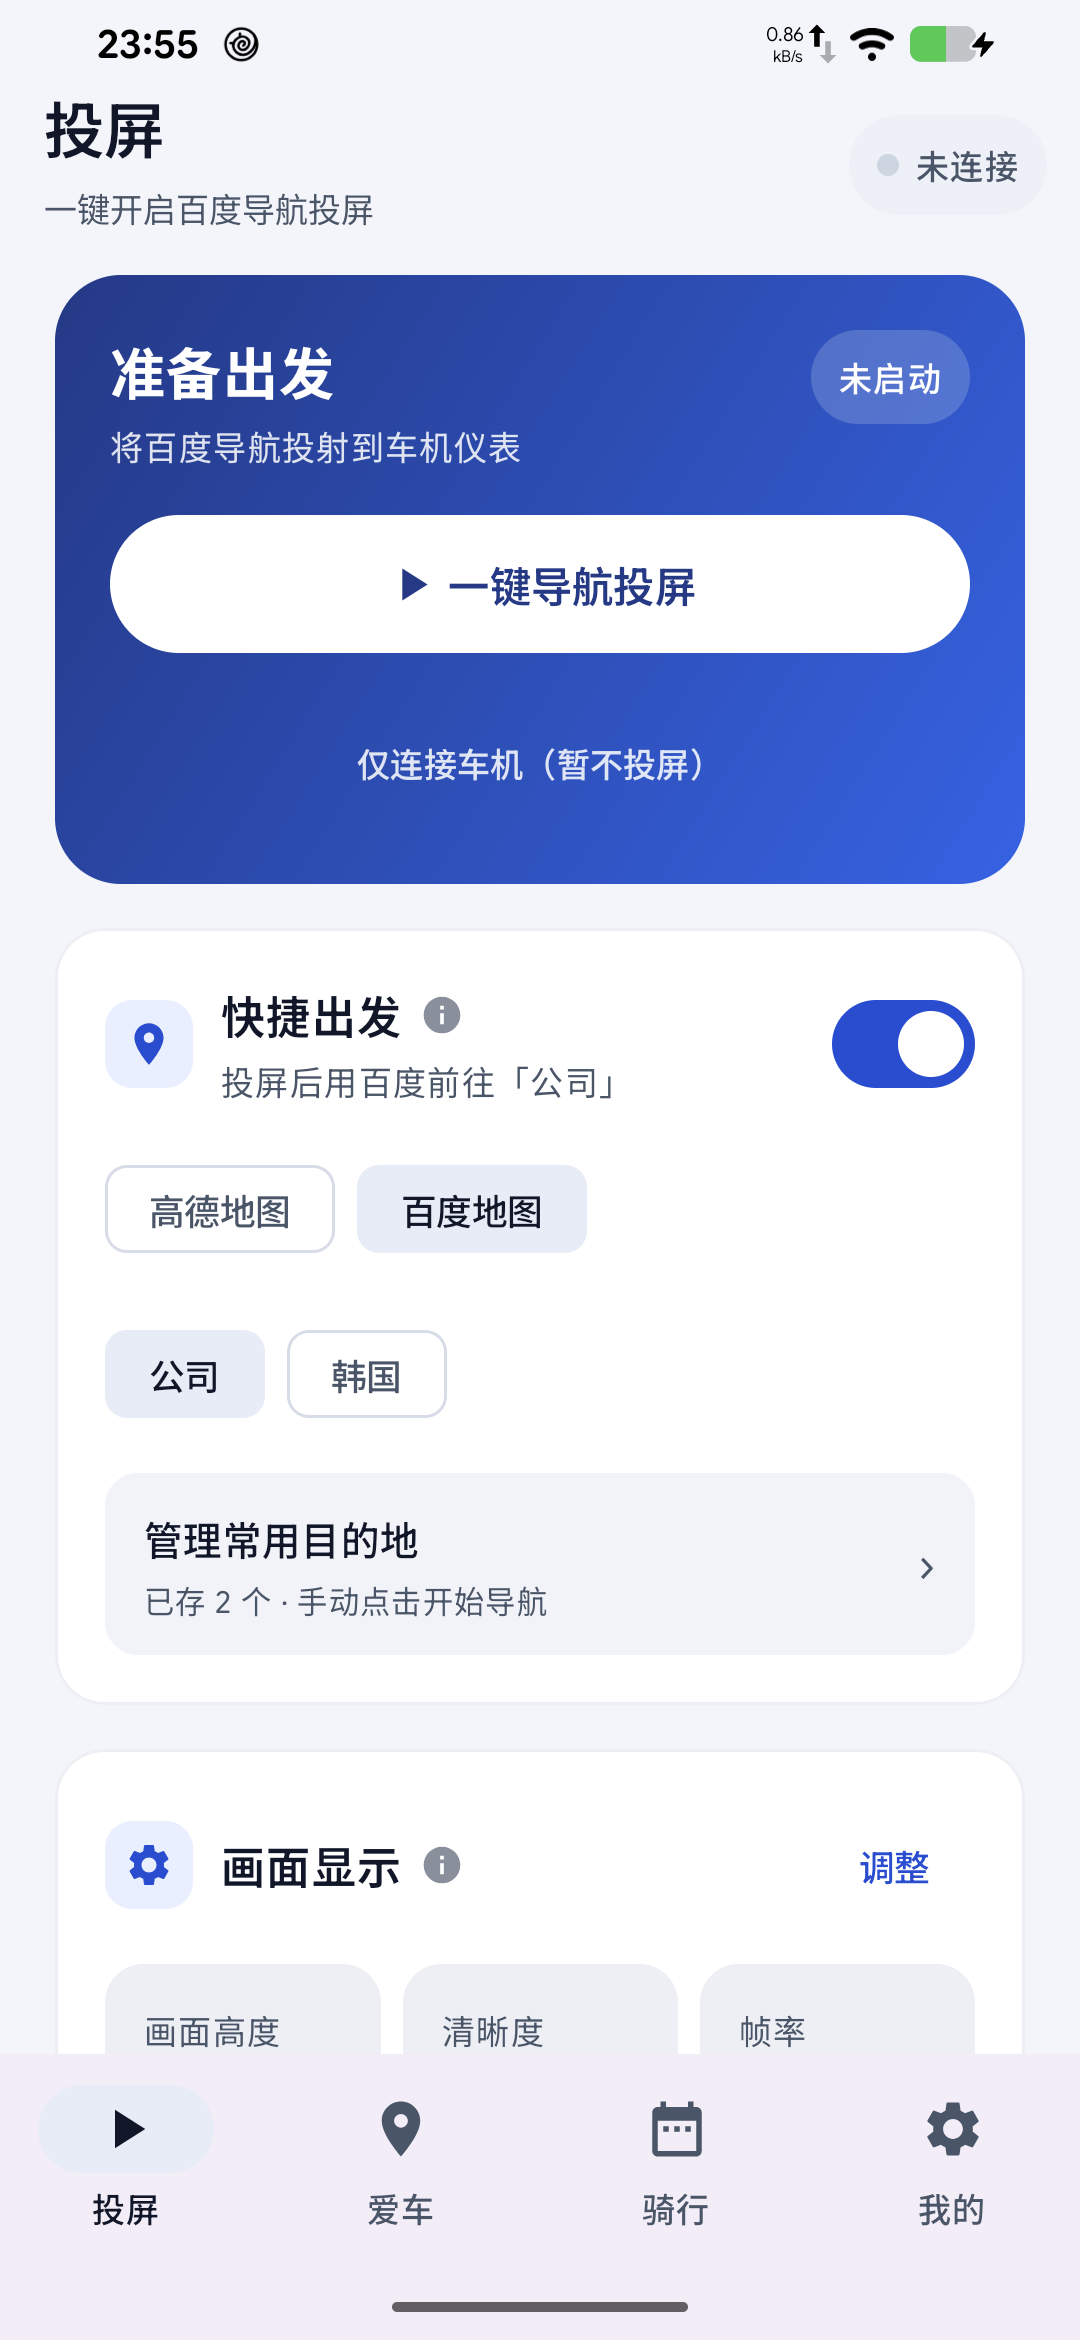 23:55
0.86
kB/s
投屏
一键开启百度导航投屏
未连接
准备出发
未启动
将百度导航投射到车机仪表
一键导航投屏
仅连接车机（暂不投屏）
快捷出发
投屏后用百度前往「公司」
高德地图
百度地图
公司
韩国
管理常用目的地
已存 2 个 · 手动点击开始导航
画面显示
调整
画面高度
清晰度
帧率
投屏
爱车
骑行
我的